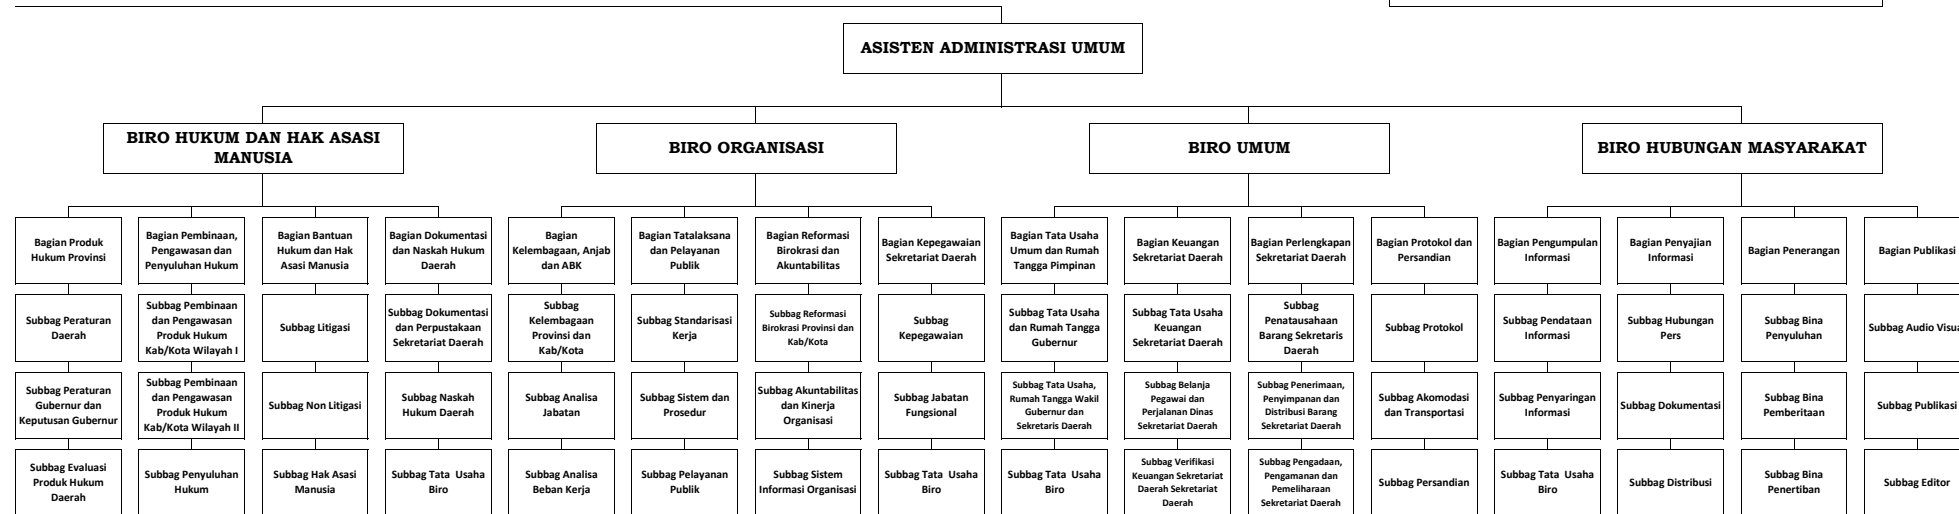 ASISTEN ADMINISTRASI UMUM
BIRO HUKUM DAN HAK ASASI
MANUSIA
BIRO ORGANISASI
BIRO UMUM
BIRO HUBUNGAN MASYARAKAT
Bagian Produk
Hukum Provinsi
Bagian Pembinaan,
Pengawasan dan
Penyuluhan Hukum
Bagian Bantuan
Hukum dan Hak
Asasi Manusia
Bagian Dokumentasi
dan Naskah Hukum
Daerah
Bagian
Kelembagaan, Anjab
dan ABK
Bagian Tatalaksana
dan Pelayanan
Publik
Bagian Reformasi
Birokrasi dan
Akuntabilitas
Bagian Kepegawaian
Sekretariat Daerah
Bagian Tata Usaha
Umum dan Rumah
Tangga Pimpinan
Bagian Keuangan
Sekretariat Daerah
Bagian Perlengkapan
Sekretariat Daerah
Bagian Protokol dan
Persandian
Bagian Pengumpulan
Informasi
Bagian Penyajian
Informasi
Bagian Penerangan
Bagian Publikasi
Subbag Peraturan
Daerah
Subbag Pembinaan
dan Pengawasan
Produk Hukum
Kab/Kota Wilayah I
Subbag Litigasi
Subbag Dokumentasi
dan Perpustakaan
Sekretariat Daerah
Subbag
Kelembagaan
Provinsi dan
Kab/Kota
Subbag Standarisasi
Kerja
Subbag Reformasi
Birokrasi Provinsi dan
Kab/Kota
Subbag
Kepegawaian
Subbag Tata Usaha
dan Rumah Tangga
Gubernur
Subbag Tata Usaha
Keuangan
Sekretariat Daerah
Subbag
Penatausahaan
Barang Sekretaris
Daerah
Subbag Protokol
Subbag Pendataan
Informasi
Subbag Hubungan
Pers
Subbag Bina
Penyuluhan
Subbag Audio Visua
Subbag Peraturan
Gubernur dan
Keputusan Gubernur
Subbag Pembinaan
dan Pengawasan
Produk Hukum
Kab/Kota Wilayah II
Subbag Non Litigasi
Subbag Naskah
Hukum Daerah
Subbag Analisa
Jabatan
Subbag Sistem dan
Prosedur
Subbag Akuntabilitas
dan Kinerja
Organisasi
Subbag Jabatan
Fungsional
Subbag Tata Usaha,
Rumah Tangga Wakil
Gubernur dan
Sekretaris Daerah
Subbag Belanja
Pegawai dan
Perjalanan Dinas
Sekretariat Daerah
Subbag Penerimaan,
Penyimpanan dan
Distribusi Barang
Sekretariat Daerah
Subbag Akomodasi
dan Transportasi
Subbag Penyaringan
Informasi
Subbag Dokumentasi
Subbag Bina
Pemberitaan
Subbag Publikasi
Subbag Evaluasi
Produk Hukum
Daerah
Subbag Penyuluhan
Hukum
Subbag Hak Asasi
Manusia
Subbag Tata Usaha
Biro
Subbag Analisa
Beban Kerja
Subbag Pelayanan
Publik
Subbag Sistem
Informasi Organisasi
Subbag Tata Usaha
Biro
Subbag Tata Usaha
Biro
Subbag Verifikasi
Keuangan Sekretariat
Daerah Sekretariat
Daerah
Subbag Pengadaan,
Pengamanan dan
Pemeliharaan
Sekretariat Daerah
Subbag Persandian
Subbag Tata Usaha
Biro
Subbag Distribusi
Subbag Bina
Penertiban
Subbag Editor